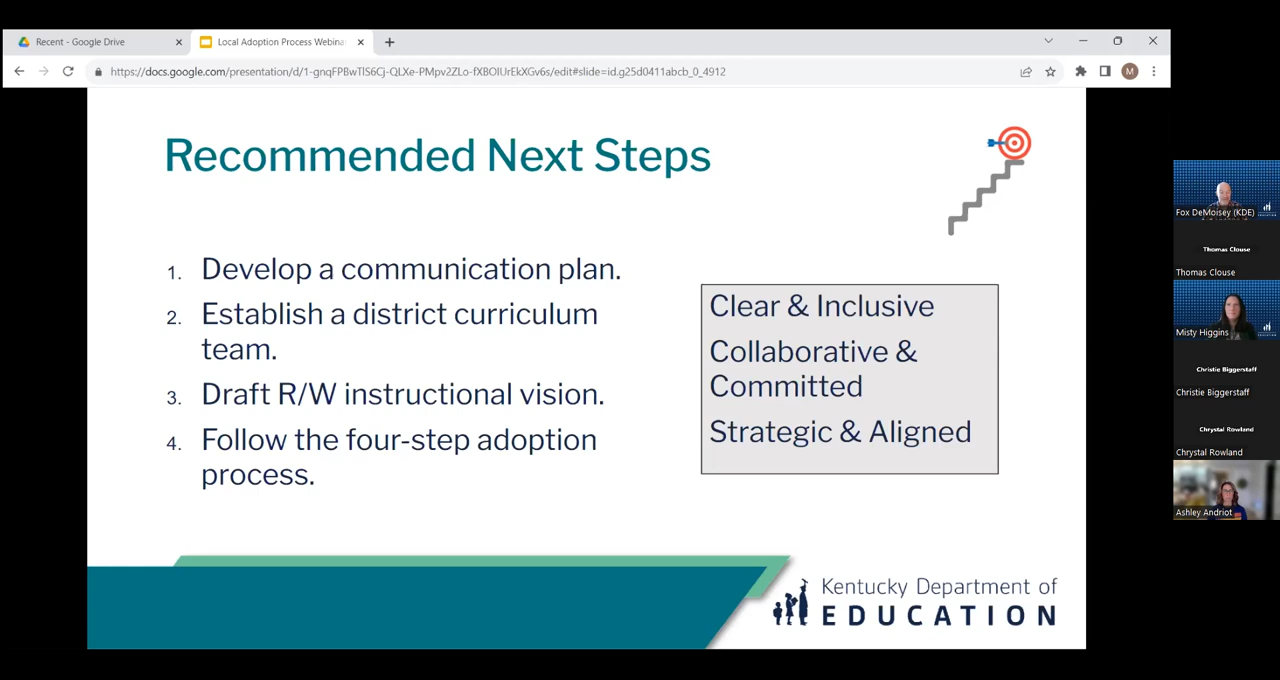 Recent - Google Drive
Local Adoption Process Webina
https://docs.google.com/presentation/d/1-gnqFPBwTlS6Cj-QLXe-PMpv2ZLo-fXBOIUrEkXGv6s/edit#slide=id.g25d0411abcb_0_4912
M
Recommended Next Steps
1. Develop a communication plan.
2. Establish a district curriculum
team.
3. Draft R/W instructional vision.
4. Follow the four-step adoption
process.
Clear & Inclusive
Collaborative &
Committed
Strategic & Aligned
Kentucky Department of
EDUCATION
Fox DeMoisey (KDE)
Thomas Clouse
Thomas Clouse
Misty Higgins
Christie Biggerstaff
Christie Biggerstaff
Chrystal Rowland
Chrystal Rowland
Ashley Andriot